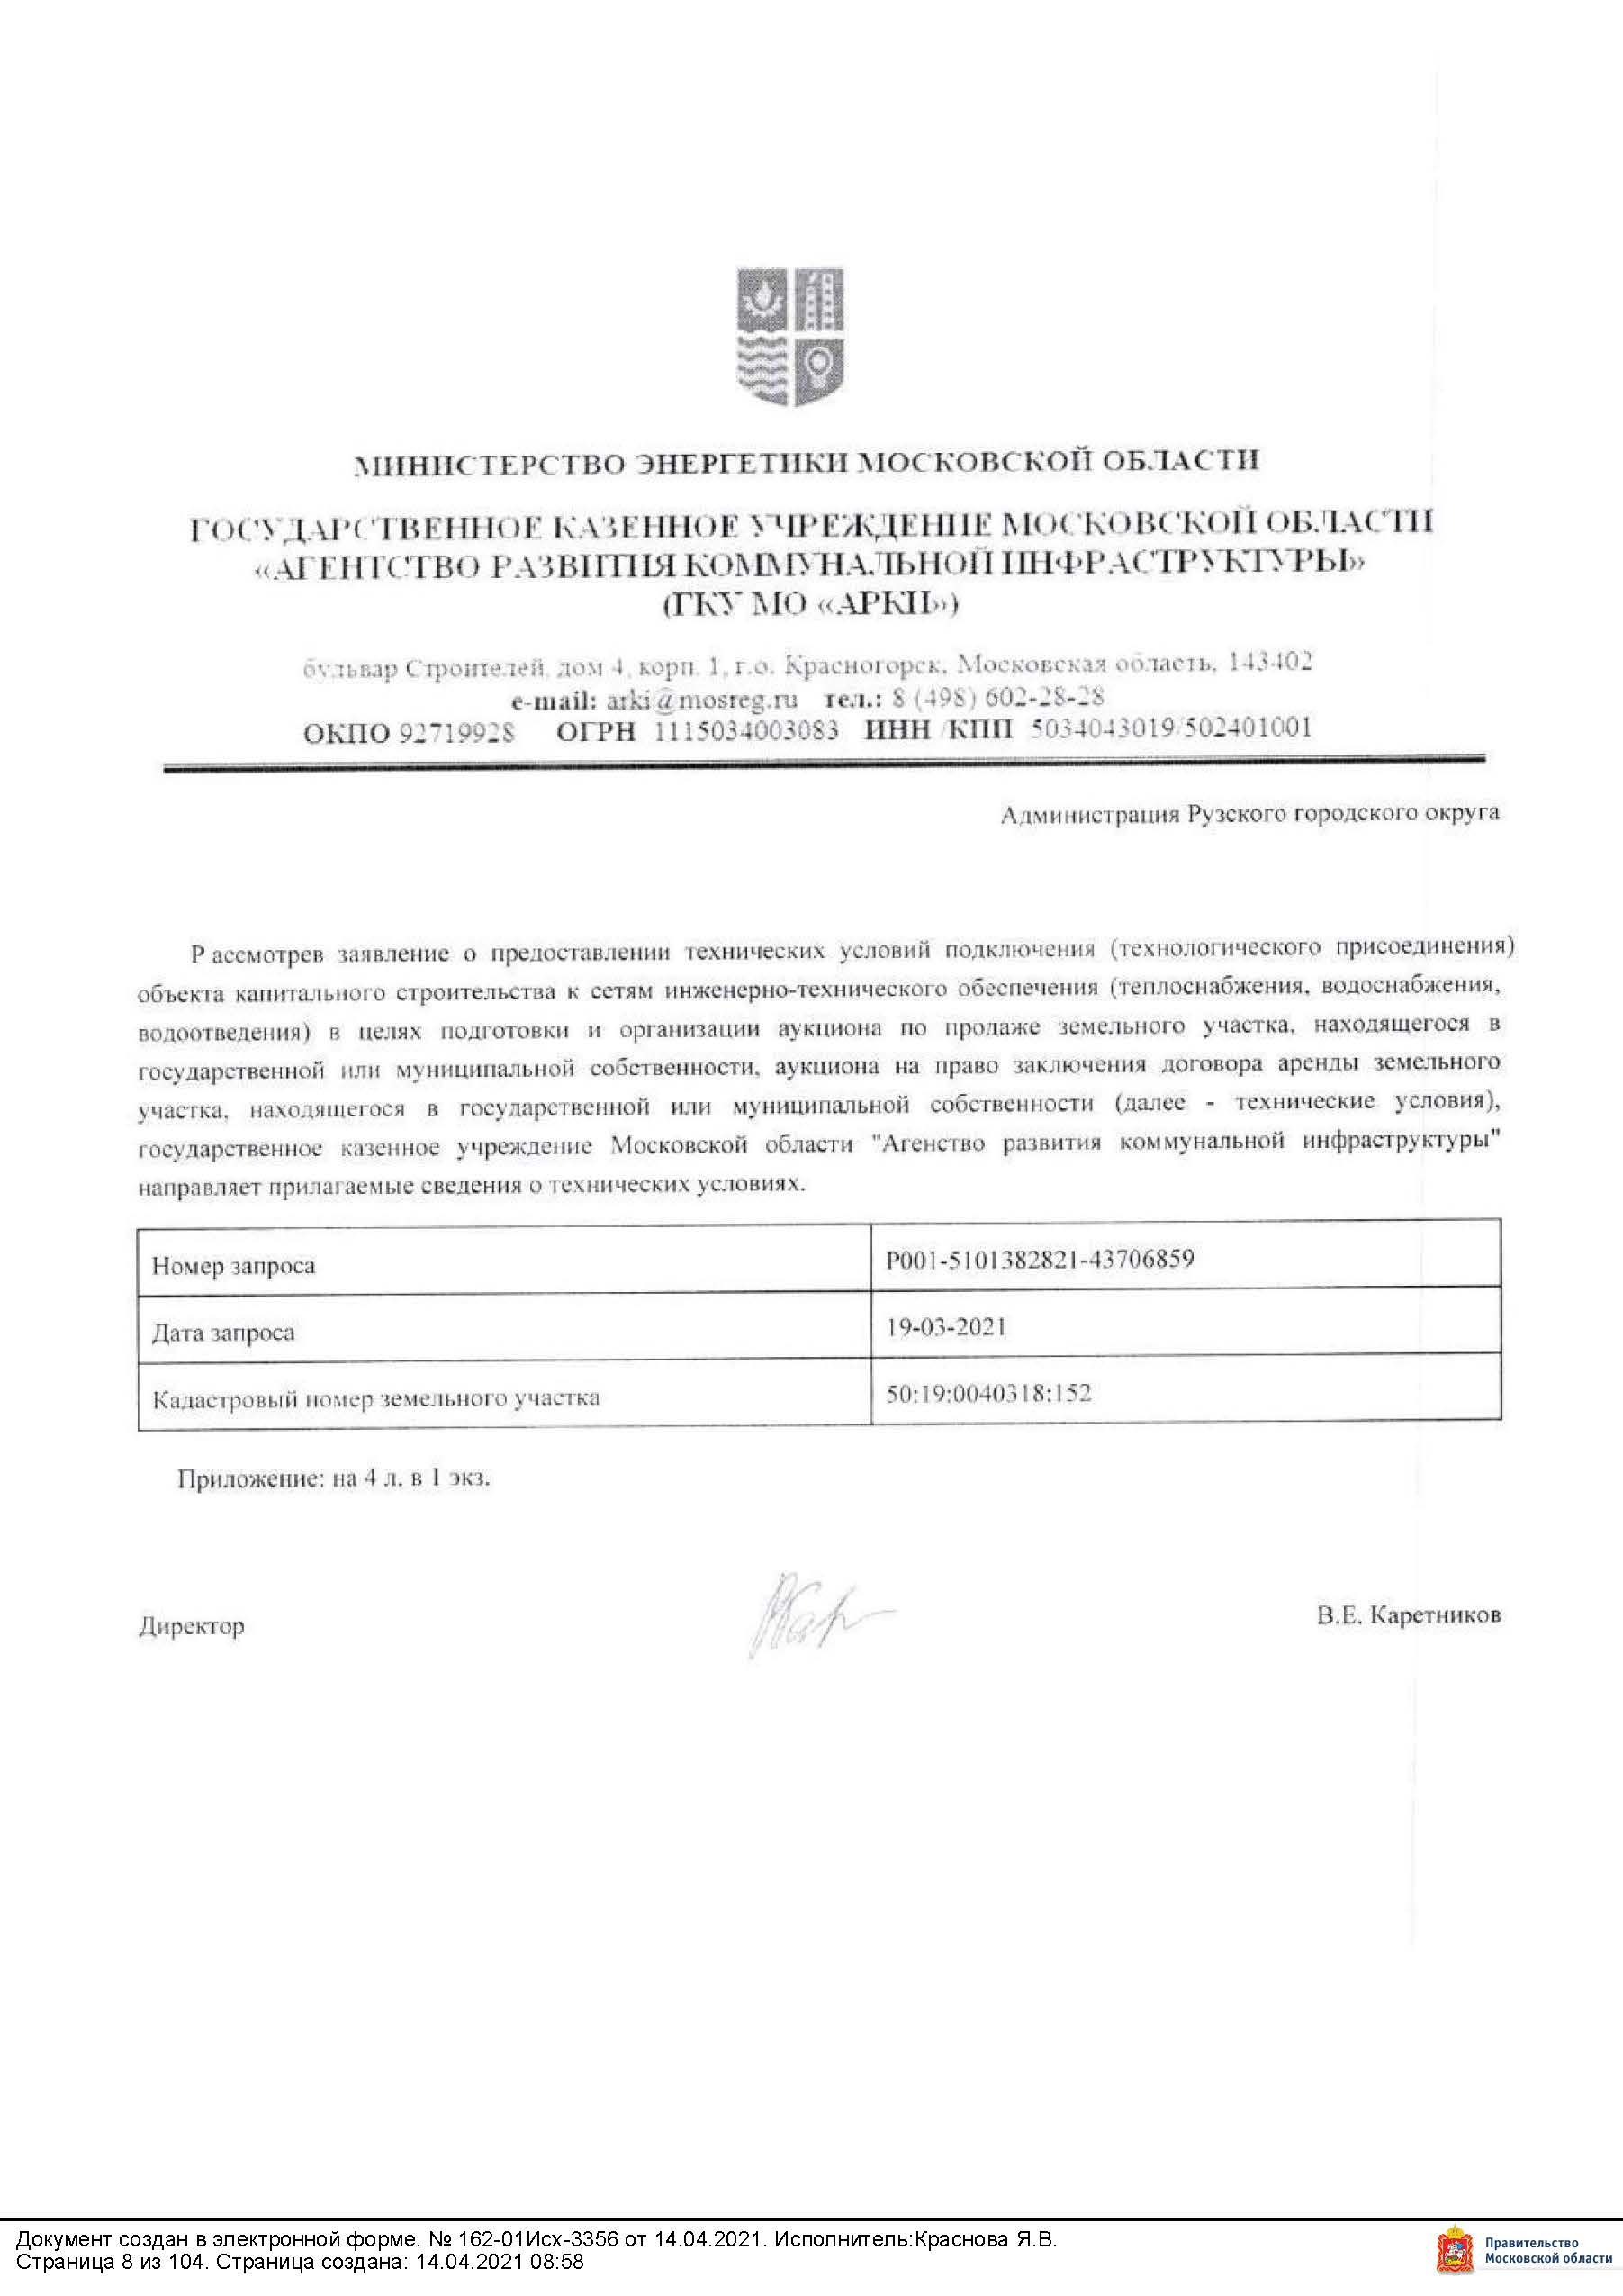 МИНИСТЕРСТВО ЭНЕРГЕТИКИ МОСКОВСКОЙ ОБЛАСТИ
ГОСУДАРСТВЕННОЕ КАЗЕННОЕ УЧРЕЖДЕНИЕ МОСКОВСКОЙ ОБЛАСТИ
«АГЕНТСТВО РАЗВИТИЯ КОММУНАЛЬНОЙ ИНФРАСТРУКТУРЫ»
(ГКУ МО «АРКИ»)
бульвар Строителей, дом 4, корп. 1, г.о. Красногорск, Московская область, 143402
e-mail: arki@mosreg.ru тел.: 8 (498) 602-28-28
ОКПО 92719928 ОГРН 1115034003083 ИНН/КПП 5034043019/502401001
Администрация Рузского городского округа
Р ассмотрев заявление о предоставлении технических условий подключения (технологического присоединения)
объекта капитального строительства к сетям инженерно-технического обеспечения (теплоснабжения, водоснабжения,
водоотведения) в целях подготовки и организации аукциона по продаже земельного участка, находящегося в
государственной или муниципальной собственности, аукциона на право заключения договора аренды земельного
участка, находящегося в государственной или муниципальной собственности (далее - технические условия),
государственное казенное учреждение Московской области "Агенство развития коммунальной инфраструктуры"
направляет прилагаемые сведения о технических условиях.
Номер запроса P001-5101382821-43706859
Дата запроса 19-03-2021
Кадастровый номер земельного участка 50:19:0040318:152
Приложение: на 4 л. в 1 экз.
Директор В.Е. Каретников
Документ создан в электронной форме. № 162-01Исх-3356 от 14.04.2021. Исполнитель:Краснова Я.В.
Страница 8 из 104. Страница создана: 14.04.2021 08:58
Правительство
Московской области